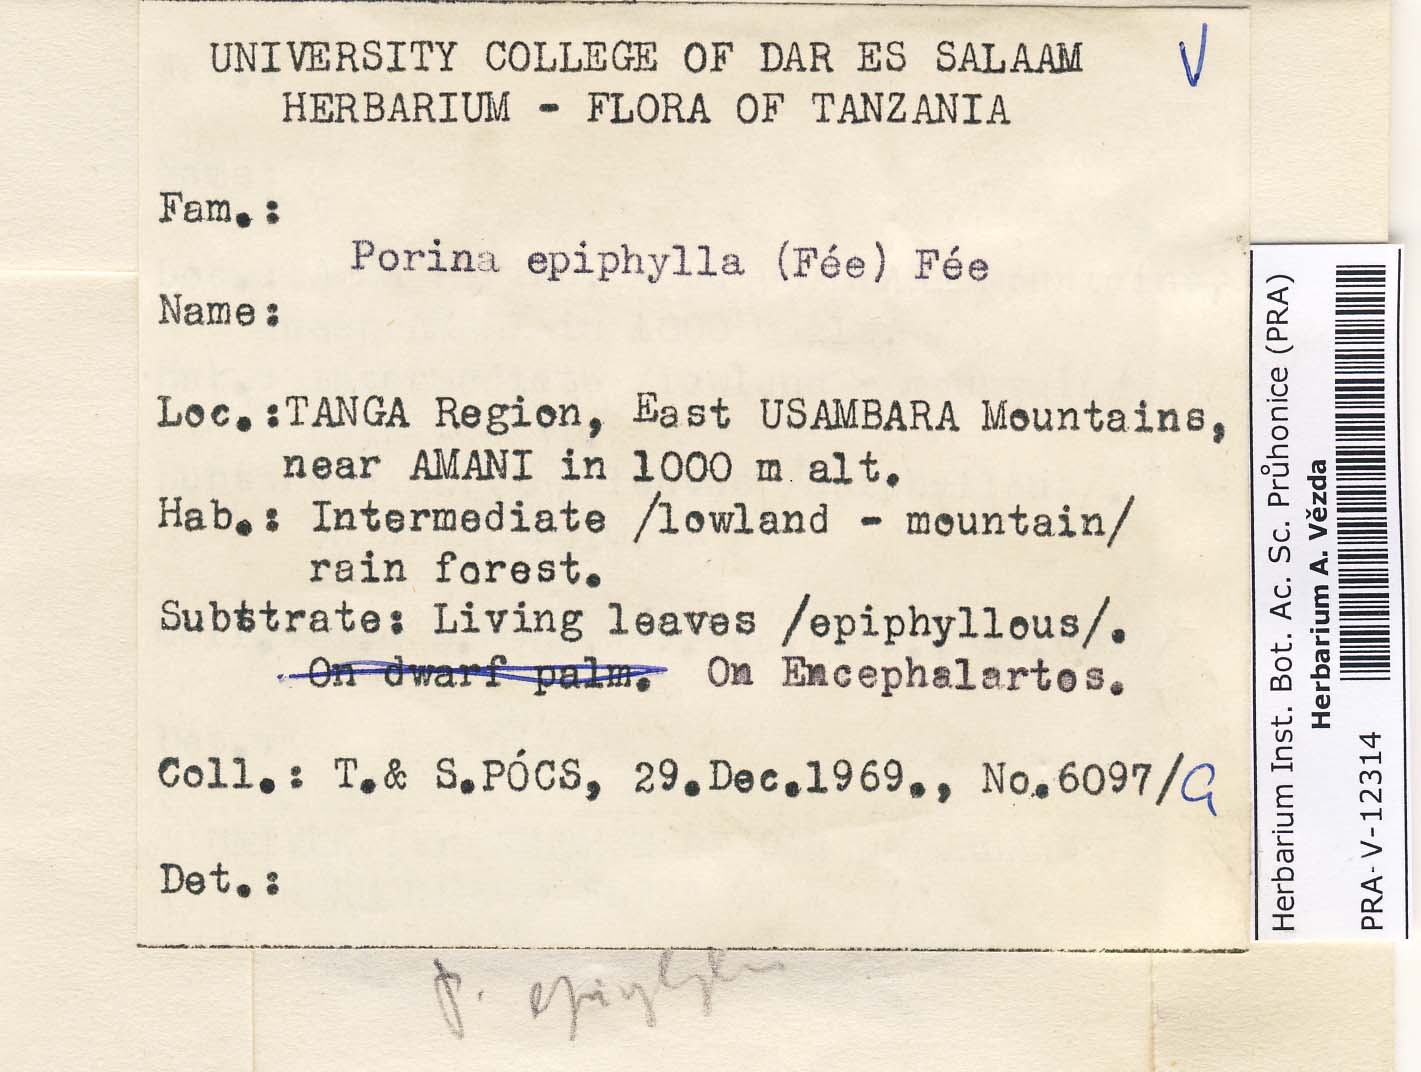 UNIVERSITY COLLEGE OF DAR ES SALAAM
V
HERBARIUM - FLORA OF TANZANIA
Fam.:
Porina epiphylla (Fée) Fée
Name:
Loc.:TANGA Region, East USAMBARA Mountains,
near AMANI in 1000 m alt.
Hab.: Intermediate /lowland - mountain/
rain forest.
Substrate: Living leaves /epiphyllous/.
On dwarf palm. On Encephalartos.
Coll.: T.& S.PÓCS, 29.Dec.1969., No.6097/G
Det.:
P. epiphylla
Herbarium Inst. Bot. Ac. Sc. Průhonice (PRA)
Herbarium A. Vězda
PRA-V-12314